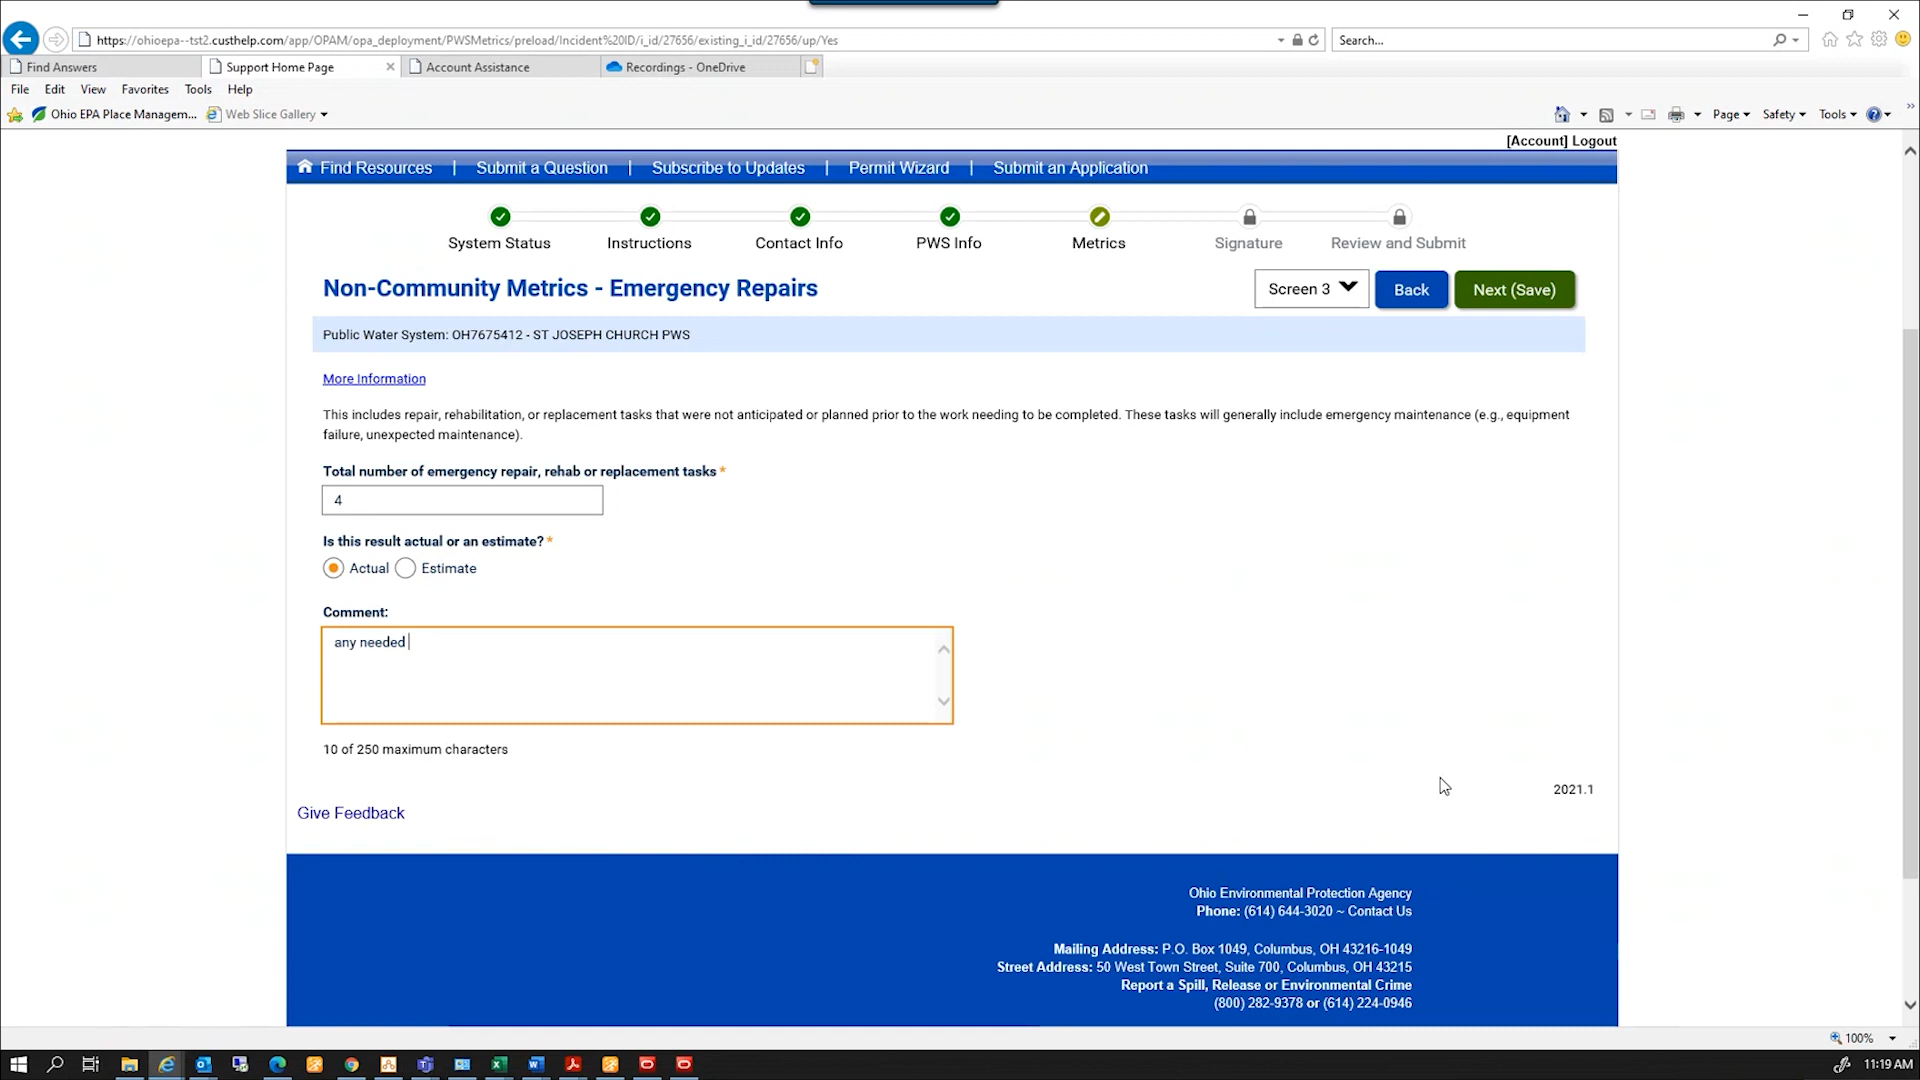 https://ohioepa--tst2.custhelp.com/app/OPAM/opa_deployment/PWSMetrics/preload/Incident%20ID/i_id/27656/existing_i_id/27656/up/Yes
Search...
Find Answers
Support Home Page
Account Assistance
Recordings - OneDrive
File Edit View Favorites Tools Help
Ohio EPA Place Managem...
Web Slice Gallery
Page Safety Tools
[Account] Logout
Find Resources | Submit a Question | Subscribe to Updates | Permit Wizard | Submit an Application
System Status Instructions Contact Info PWS Info Metrics Signature Review and Submit
Non-Community Metrics - Emergency Repairs
Screen 3
Back
Next (Save)
Public Water System: OH7675412 - ST JOSEPH CHURCH PWS
More Information
This includes repair, rehabilitation, or replacement tasks that were not anticipated or planned prior to the work needing to be completed. These tasks will generally include emergency maintenance (e.g., equipment
failure, unexpected maintenance).
Total number of emergency repair, rehab or replacement tasks *
4
Is this result actual or an estimate? *
Actual Estimate
Comment:
any needed
10 of 250 maximum characters
2021.1
Give Feedback
Ohio Environmental Protection Agency
Phone: (614) 644-3020 ~ Contact Us
Mailing Address: P.O. Box 1049, Columbus, OH 43216-1049
Street Address: 50 West Town Street, Suite 700, Columbus, OH 43215
Report a Spill, Release or Environmental Crime
(800) 282-9378 or (614) 224-0946
100%
11:19 AM